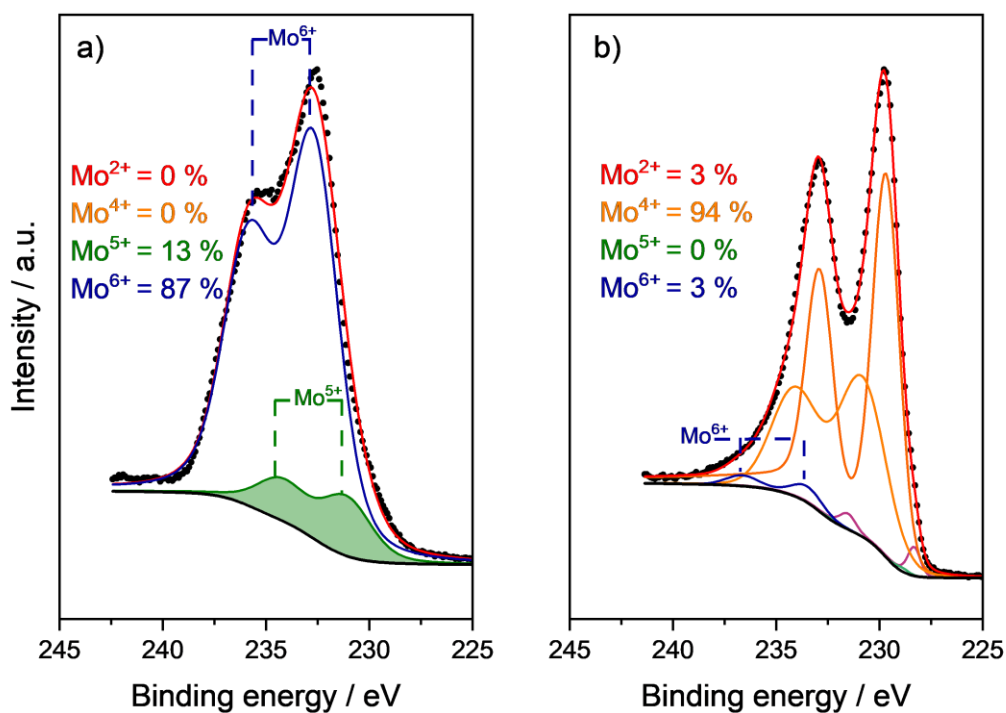 a)
Mo⁶⁺
Mo²⁺ = 0 %
Mo⁴⁺ = 0 %
Mo⁵⁺ = 13 %
Mo⁶⁺ = 87 %
Mo⁵⁺
Intensity / a.u.
245 240 235 230 225
Binding energy / eV
b)
Mo²⁺ = 3 %
Mo⁴⁺ = 94 %
Mo⁵⁺ = 0 %
Mo⁶⁺ = 3 %
Mo⁶⁺
245 240 235 230 225
Binding energy / eV